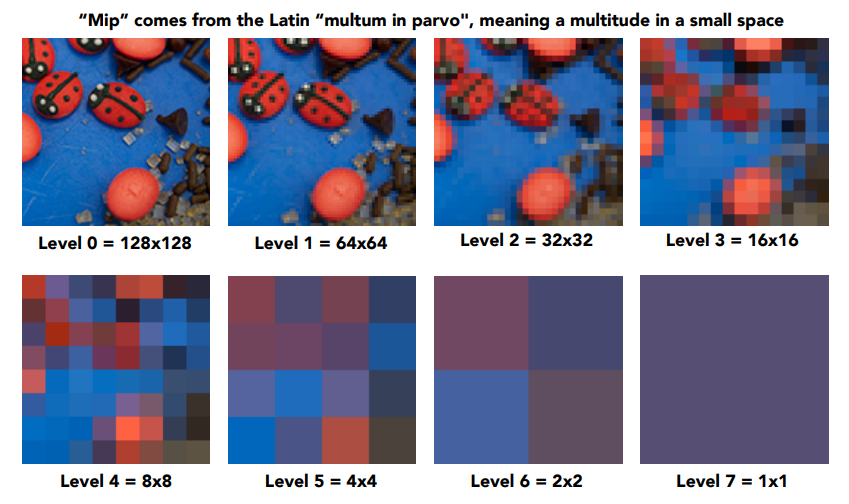 “Mip” comes from the Latin “multum in parvo", meaning a multitude in a small space
Level 0 = 128x128
Level 1 = 64x64
Level 2 = 32x32
Level 3 = 16x16
Level 4 = 8x8
Level 5 = 4x4
Level 6 = 2x2
Level 7 = 1x1